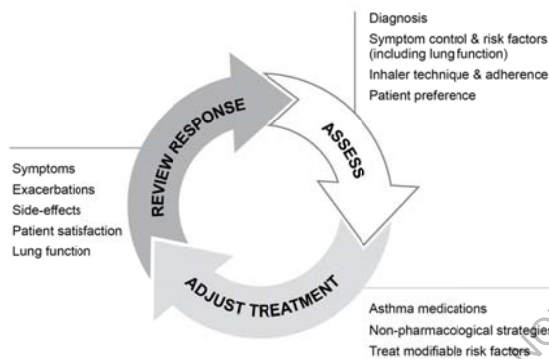 Diagnosis
Symptom control & risk factors
(including lung function)
Inhaler technique & adherence
Patient preference
REVIEW RESPONSE
ASSESS
Symptoms
Exacerbations
Side-effects
Patient satisfaction
Lung function
ADJUST TREATMENT
Asthma medications
Non-pharmacological strategies
Treat modifiable risk factors